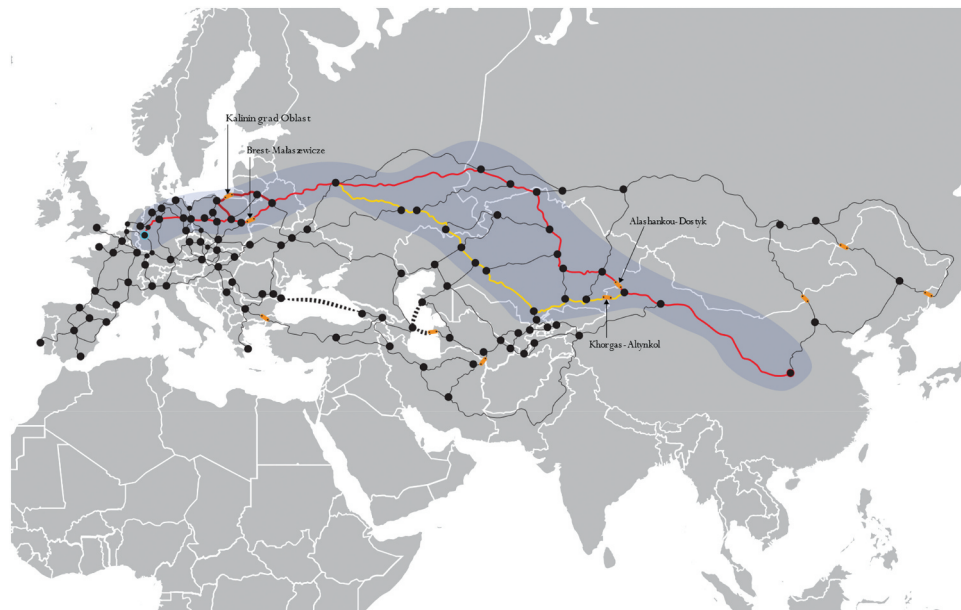 Kaliningrad Oblast
Brest-Malaszewicze
Alashankou-Dostyk
Khorgas-Altynkol